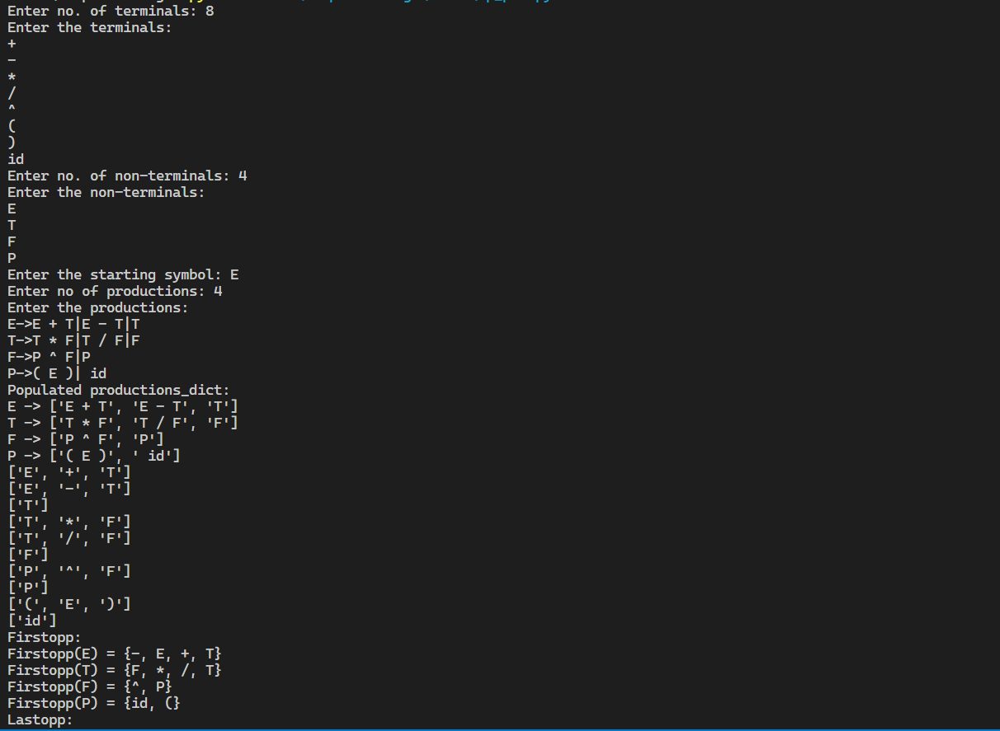 Enter no. of terminals: 8
Enter the terminals:
+
-
*
/
^
(
)
id
Enter no. of non-terminals: 4
Enter the non-terminals:
E
T
F
P
Enter the starting symbol: E
Enter no of productions: 4
Enter the productions:
E->E + T|E - T|T
T->T * F|T / F|F
F->P ^ F|P
P->( E )| id
Populated productions_dict:
E -> ['E + T', 'E - T', 'T']
T -> ['T * F', 'T / F', 'F']
F -> ['P ^ F', 'P']
P -> ['( E )', ' id']
['E', '+', 'T']
['E', '-', 'T']
['T']
['T', '*', 'F']
['T', '/', 'F']
['F']
['P', '^', 'F']
['P']
['(', 'E', ')']
['id']
Firstopp:
Firstopp(E) = {-, E, +, T}
Firstopp(T) = {F, *, /, T}
Firstopp(F) = {^, P}
Firstopp(P) = {id, (}
Lastopp: